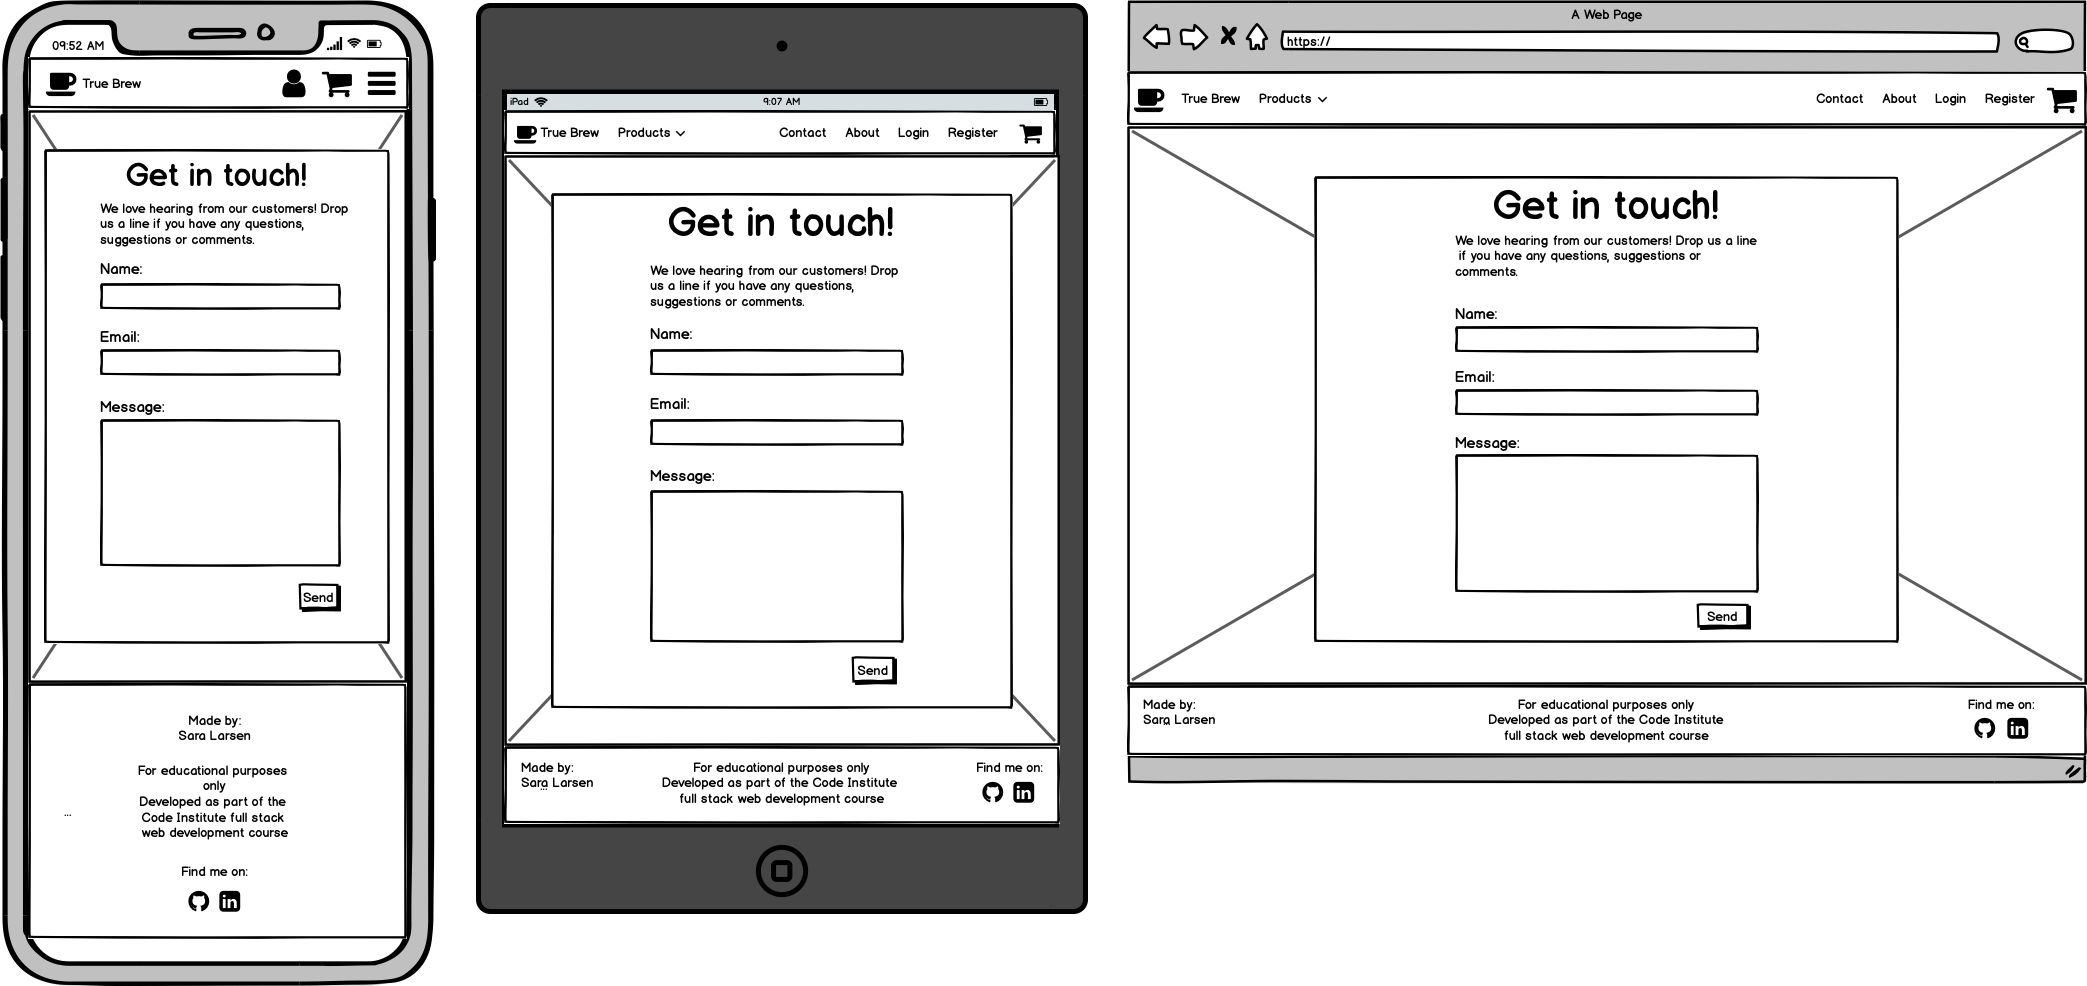 09:52 AM
True Brew
Get in touch!
We love hearing from our customers! Drop
us a line if you have any questions,
suggestions or comments.
Name:
Email:
Message:
Send
Made by:
Sara Larsen
For educational purposes
only
Developed as part of the
Code Institute full stack
web development course
...
Find me on:
in
iPad
9:07 AM
True Brew Products Contact About Login Register
Get in touch!
We love hearing from our customers! Drop
us a line if you have any questions,
suggestions or comments.
Name:
Email:
Message:
Send
Made by:
Sara Larsen
...
For educational purposes only
Developed as part of the Code Institute
full stack web development course
Find me on:
in
A Web Page
https://
True Brew Products Contact About Login Register
Get in touch!
We love hearing from our customers! Drop us a line
if you have any questions, suggestions or
comments.
Name:
Email:
Message:
Send
Made by:
Sara Larsen
For educational purposes only
Developed as part of the Code Institute
full stack web development course
Find me on:
in